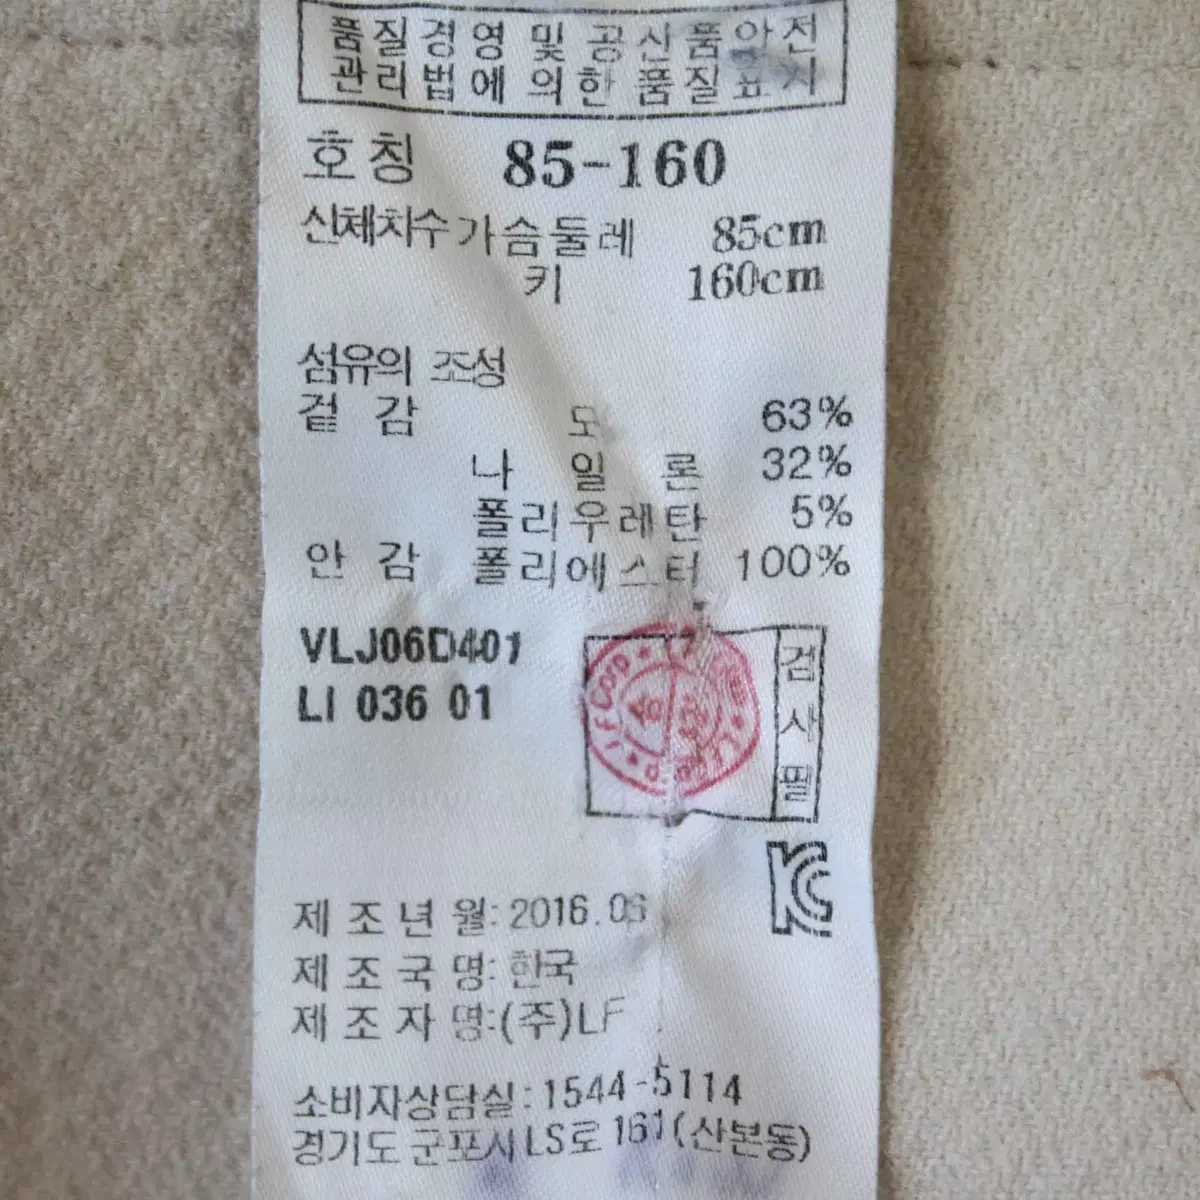 품질경영 및 공산품안전
관리법에 의한 품질표시
호칭 85-160
신체치수 가슴둘레 85cm
키 160cm
섬유의 조성
겉감 모 63%
나일론 32%
폴리우레탄 5%
안감 폴리에스터 100%
VLJ06D401
LI 036 01
검사필
제조년월: 2016.06
제조국명: 한국
제조자명:(주)LF
소비자상담실:1544-5114
경기도 군포시 LS로 161(산본동)